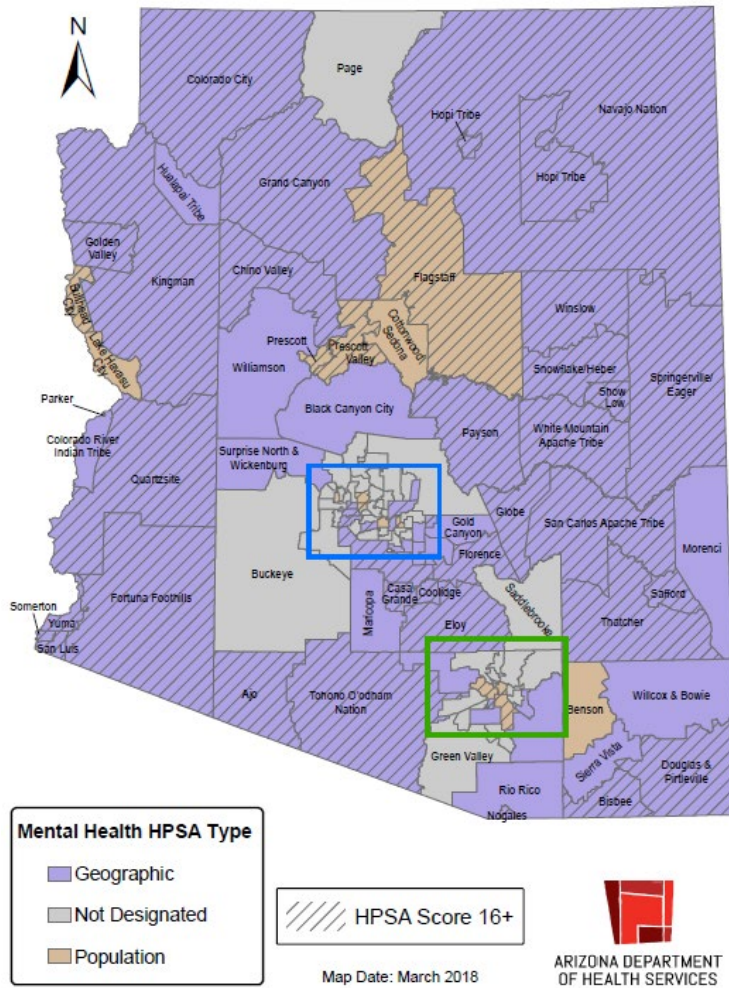 N
Page
Colorado City
Hopi Tribe
Navajo Nation
Hopi Tribe
Hualapai Tribe
Grand Canyon
Golden
Valley
Kingman
Chino Valley
Flagstaff
Bullhead
City
Lake Havasu
City
Winslow
Prescott
Prescott
Valley
Cottonwood/
Sedona
Williamson
Snowflake/Heber
Show
Low
Springerville/
Eager
Parker
Black Canyon City
Payson
White Mountain
Apache Tribe
Colorado River
Indian Tribe
Surprise North &
Wickenburg
Quartzsite
Globe
Gold
Canyon
San Carlos Apache Tribe
Morenci
Florence
Buckeye
Fortuna Foothills
Maricopa
Casa
Grande
Coolidge
Saddlebrooke
Safford
Somerton
Yuma
San Luis
Eloy
Thatcher
Ajo
Tohono O'odham
Nation
Benson
Willcox & Bowie
Green Valley
Sierra Vista
Douglas &
Pirtleville
Rio Rico
Nogales
Bisbee
Mental Health HPSA Type
Geographic
Not Designated
Population
HPSA Score 16+
Map Date: March 2018
ARIZONA DEPARTMENT
OF HEALTH SERVICES